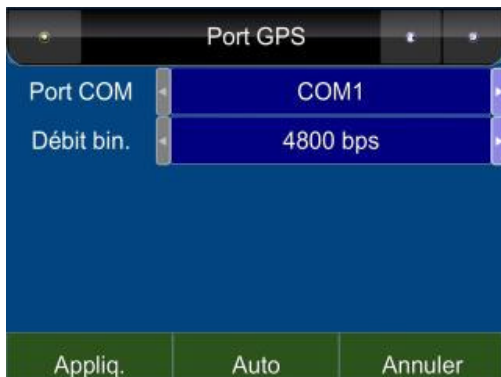 Port GPS
Port COM COM1
Débit bin. 4800 bps
Appliq. Auto Annuler